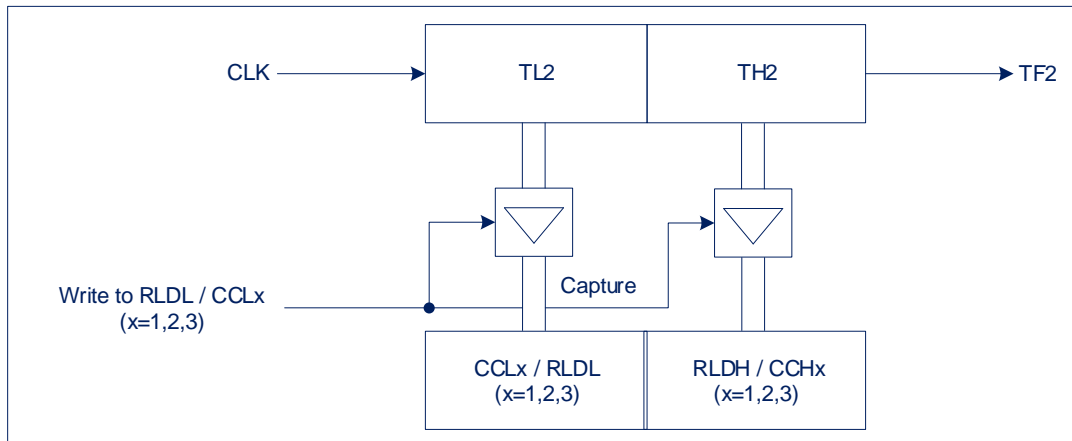 CLK
TL2
TH2
TF2
Write to RLDL / CCLx
(x=1,2,3)
Capture
CCLx / RLDL
(x=1,2,3)
RLDH / CCHx
(x=1,2,3)